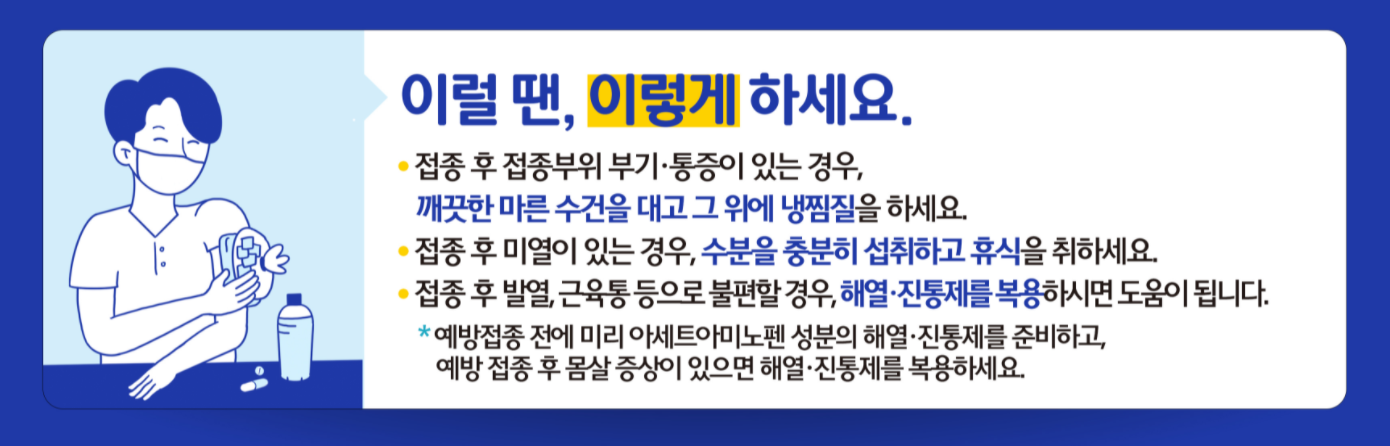 이럴 땐, 이렇게 하세요.
• 접종 후 접종부위 부기·통증이 있는 경우,
깨끗한 마른 수건을 대고 그 위에 냉찜질을 하세요.
• 접종 후 미열이 있는 경우, 수분을 충분히 섭취하고 휴식을 취하세요.
• 접종 후 발열, 근육통 등으로 불편할 경우, 해열·진통제를 복용하시면 도움이 됩니다.
* 예방접종 전에 미리 아세트아미노펜 성분의 해열·진통제를 준비하고,
예방 접종 후 몸살 증상이 있으면 해열·진통제를 복용하세요.